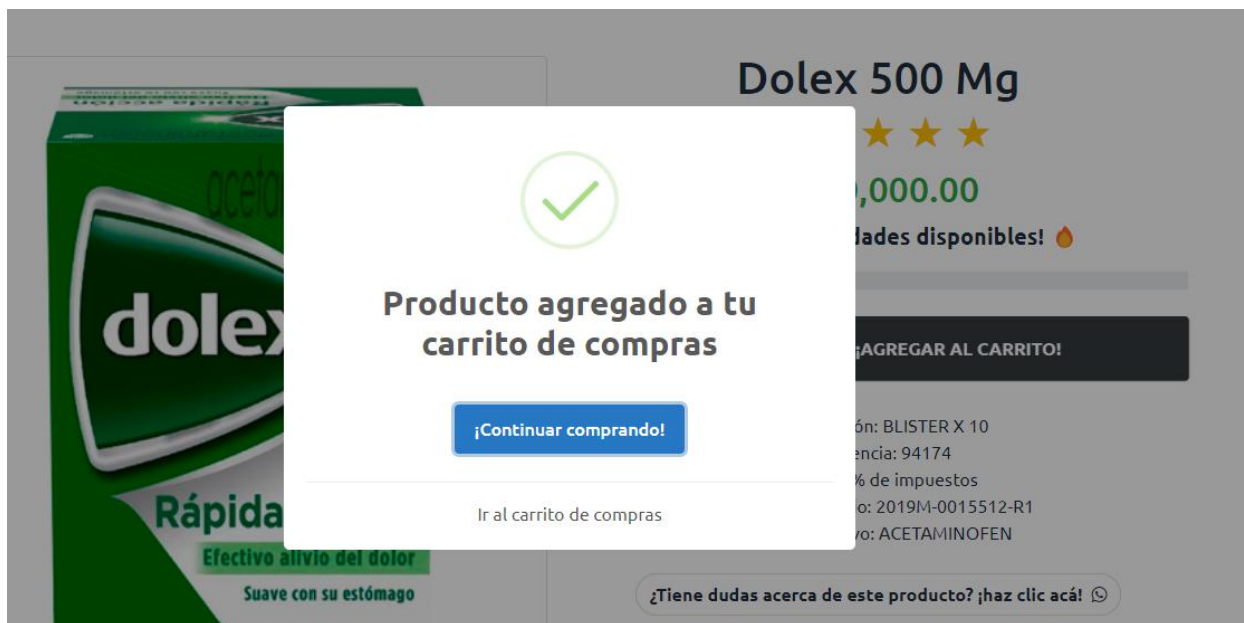 Dolex 500 Mg
,000.00
dades disponibles!
Rápida acción
dolex
Producto agregado a tu
carrito de compras
¡Continuar comprando!
Ir al carrito de compras
¡AGREGAR AL CARRITO!
ón: BLISTER X 10
encia: 94174
% de impuestos
o: 2019M-0015512-R1
vo: ACETAMINOFEN
Rápida
Efectivo alivio del dolor
Suave con su estómago
¿Tiene dudas acerca de este producto? ¡haz clic acá!